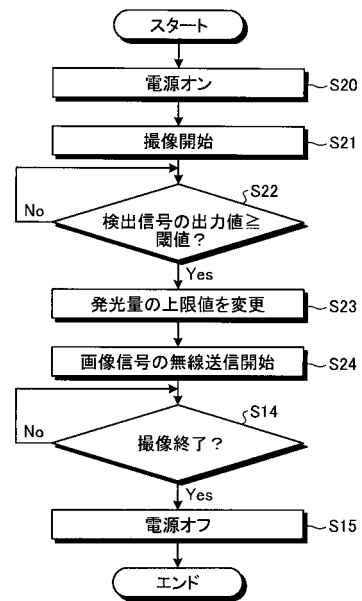 スタート
電源オン
S20
撮像開始
S21
S22
検出信号の出力値≧
閾値?
No
Yes
発光量の上限値を変更
S23
画像信号の無線送信開始
S24
S14
撮像終了?
No
Yes
電源オフ
S15
エンド